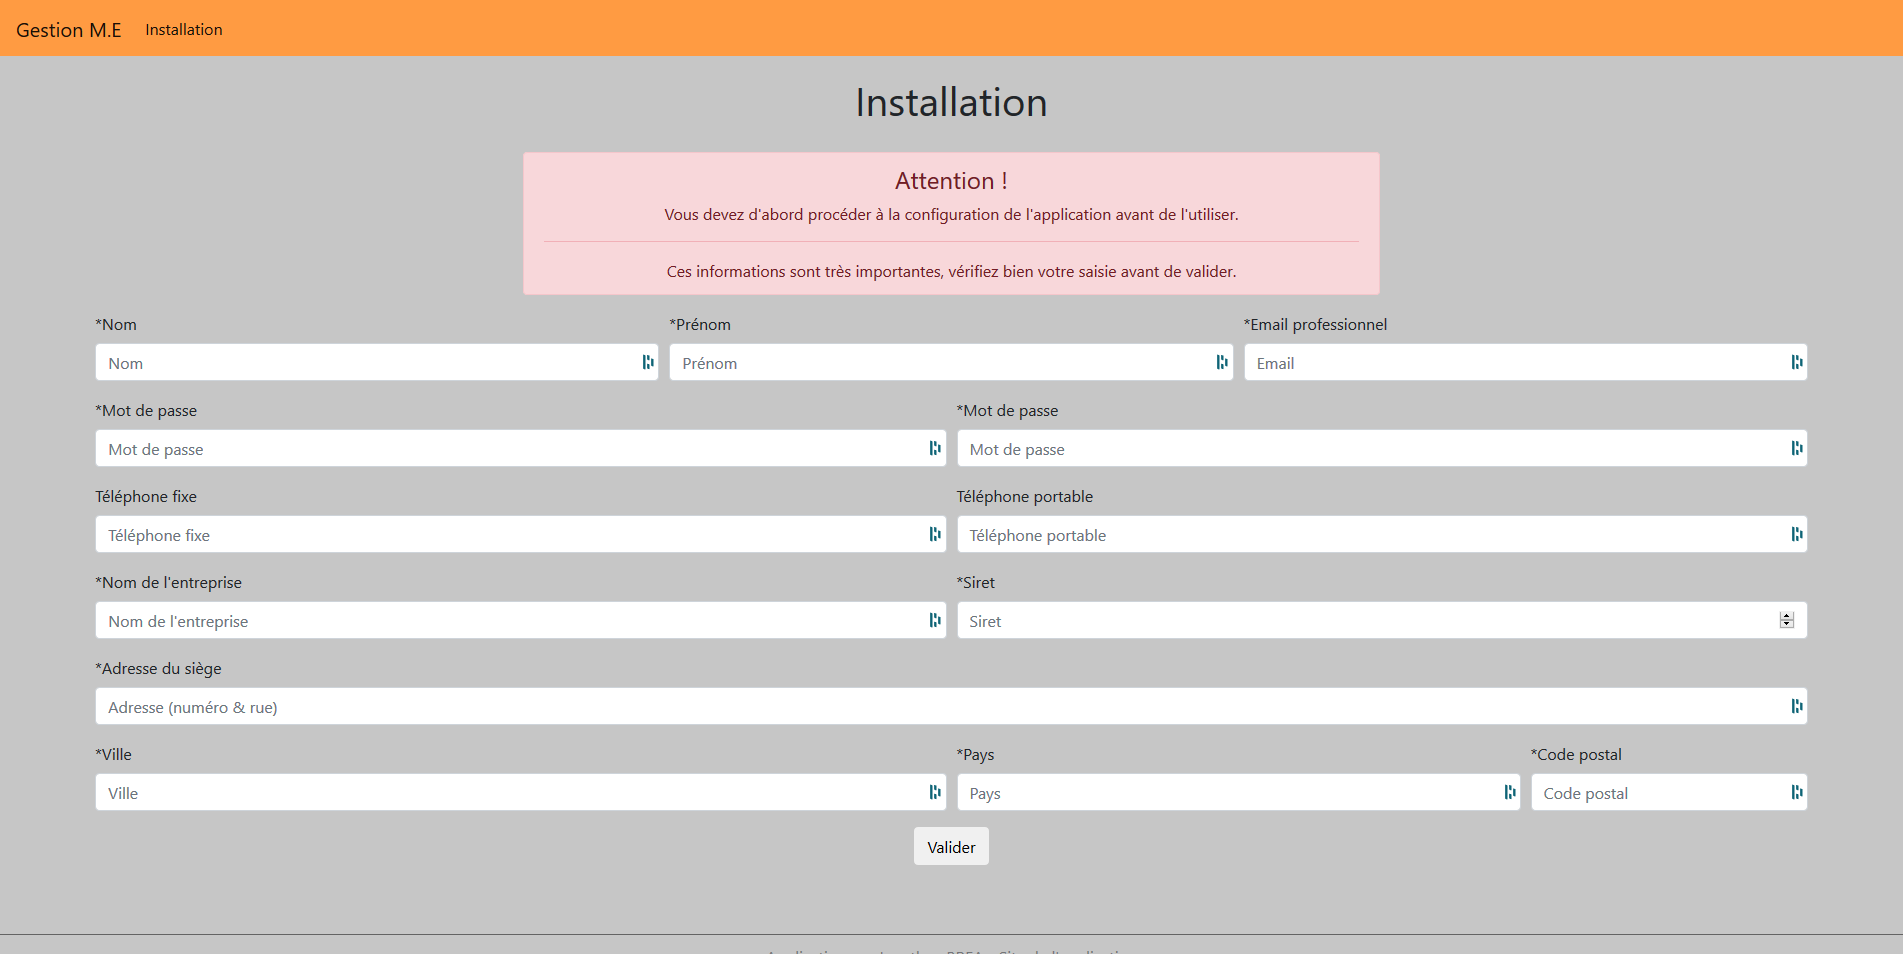 Gestion M.E Installation
Installation
Attention !
Vous devez d'abord procéder à la configuration de l'application avant de l'utiliser.
Ces informations sont très importantes, vérifiez bien votre saisie avant de valider.
*Nom *Prénom *Email professionnel
Nom Prénom Email
*Mot de passe *Mot de passe
Mot de passe Mot de passe
Téléphone fixe Téléphone portable
Téléphone fixe Téléphone portable
*Nom de l'entreprise *Siret
Nom de l'entreprise Siret
*Adresse du siège
Adresse (numéro & rue)
*Ville *Pays *Code postal
Ville Pays Code postal
Valider